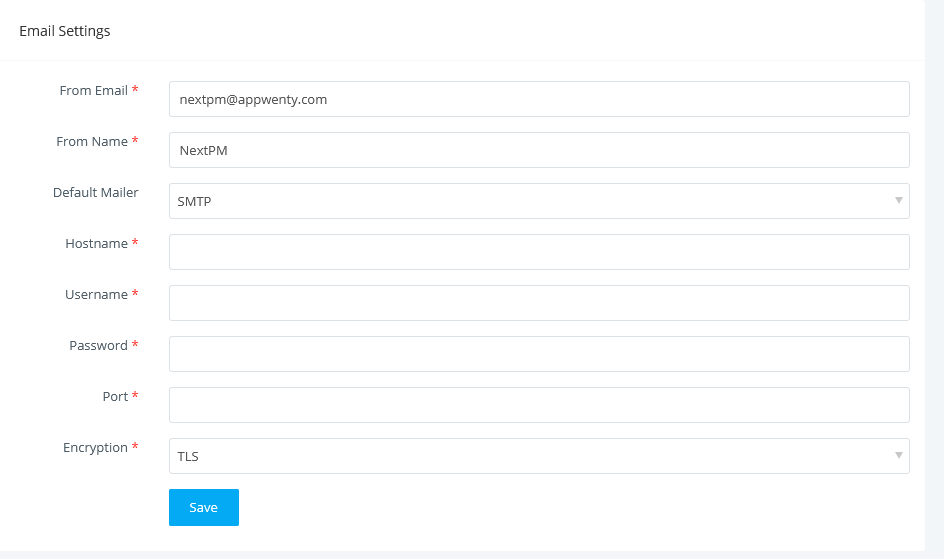 Email Settings
From Email *
nextpm@appwenty.com
From Name *
NextPM
Default Mailer
SMTP
Hostname *
Username *
Password *
Port *
Encryption *
TLS
Save